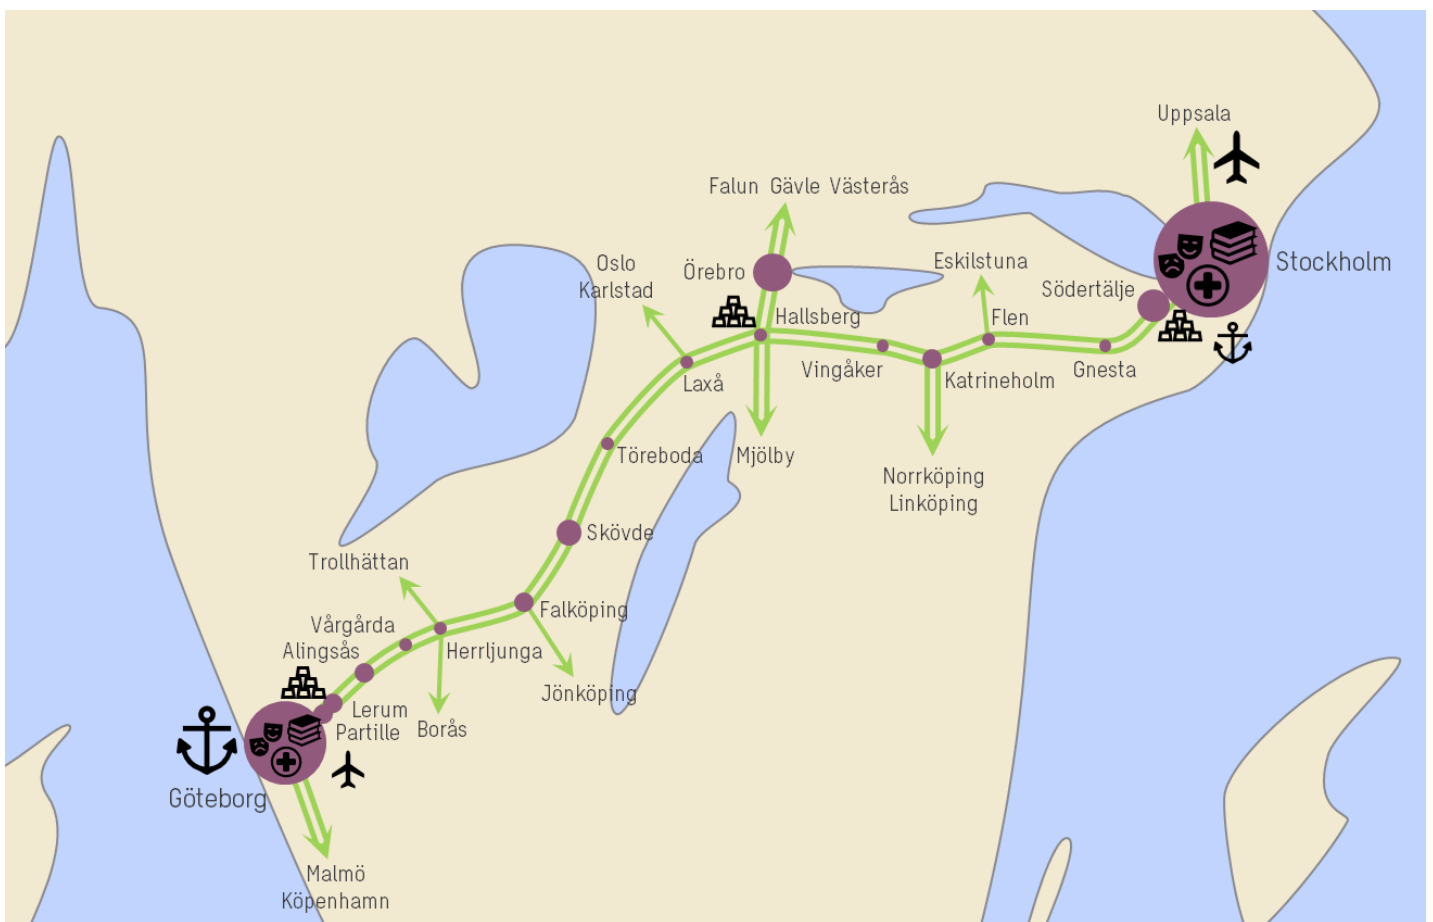 Uppsala
Falun Gävle Västerås
Stockholm
Oslo
Karlstad
Örebro
Eskilstuna
Södertälje
Hallsberg
Flen
Vingåker
Katrineholm
Gnesta
Laxå
Töreboda
Mjölby
Norrköping
Linköping
Skövde
Trollhättan
Falköping
Vårgårda
Alingsås
Herrljunga
Jönköping
Lerum
Partille
Borås
Göteborg
Malmö
Köpenhamn